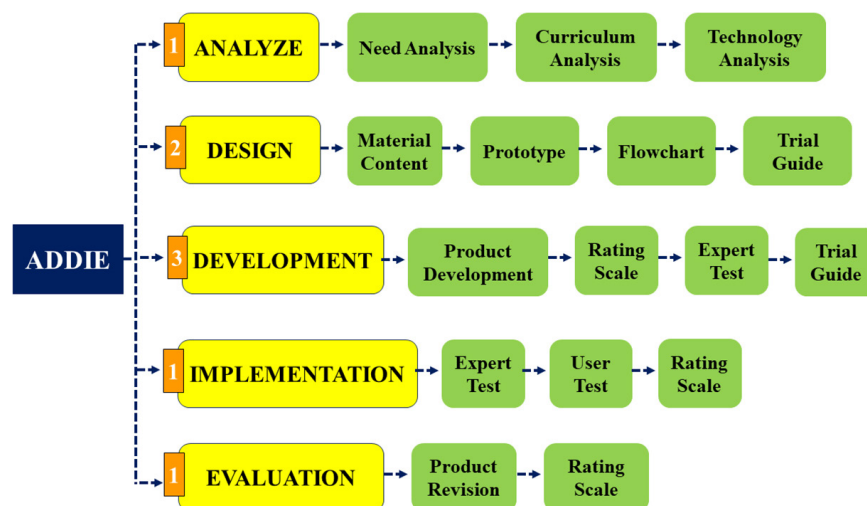 1
ANALYZE
Need Analysis
Curriculum
Analysis
Technology
Analysis
2
DESIGN
Material
Content
Prototype
Flowchart
Trial
Guide
ADDIE
3
DEVELOPMENT
Product
Development
Rating
Scale
Expert
Test
Trial
Guide
1
IMPLEMENTATION
Expert
Test
User
Test
Rating
Scale
1
EVALUATION
Product
Revision
Rating
Scale